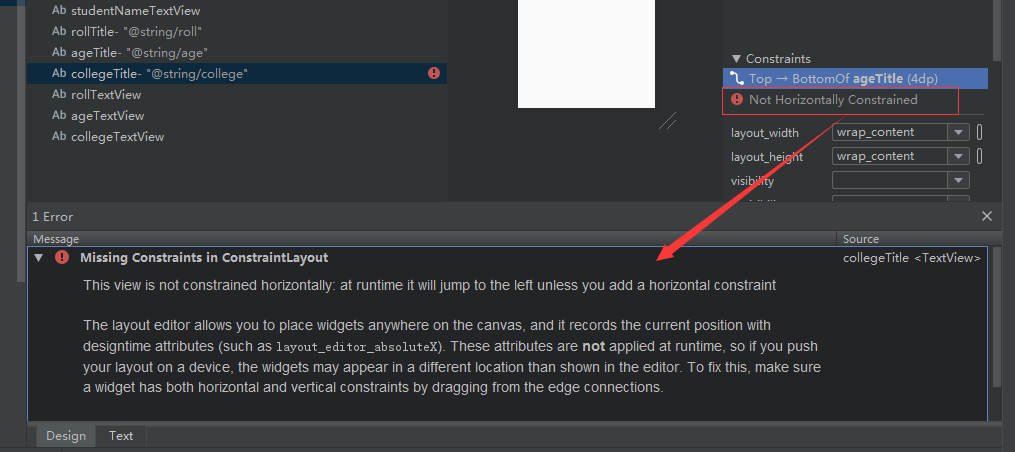 Ab studentNameTextView
Ab rollTitle- "@string/roll"
Ab ageTitle- "@string/age"
Ab collegeTitle- "@string/college"
Ab rollTextView
Ab ageTextView
Ab collegeTextView
Constraints
Top → BottomOf ageTitle (4dp)
Not Horizontally Constrained
layout_width wrap_content
layout_height wrap_content
visibility
1 Error
Message Source
Missing Constraints in ConstraintLayout collegeTitle <TextView>
This view is not constrained horizontally: at runtime it will jump to the left unless you add a horizontal constraint
The layout editor allows you to place widgets anywhere on the canvas, and it records the current position with
designtime attributes (such as layout_editor_absoluteX). These attributes are not applied at runtime, so if you push
your layout on a device, the widgets may appear in a different location than shown in the editor. To fix this, make sure
a widget has both horizontal and vertical constraints by dragging from the edge connections.
Design Text